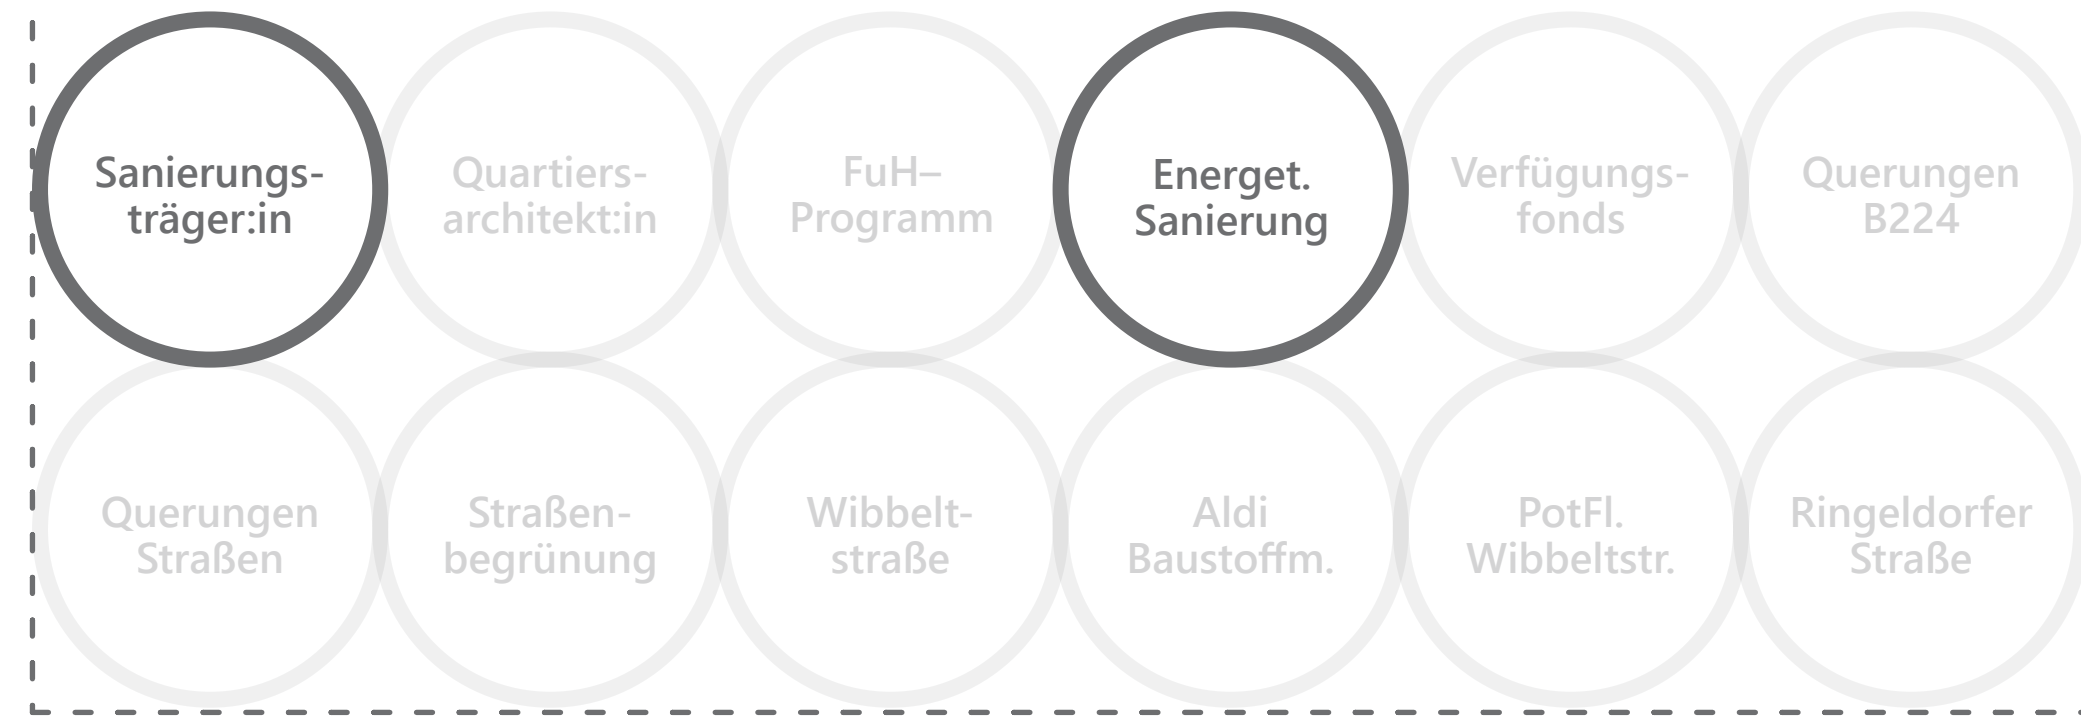 Sanierungs-
träger:in
Quartiers-
architekt:in
FuH–
Programm
Energet.
Sanierung
Verfügungs-
fonds
Querungen
B224
Querungen
Straßen
Straßen-
begrünung
Wibbelt-
straße
Aldi
Baustoffm.
PotFl.
Wibbeltstr.
Ringeldorfer
Straße